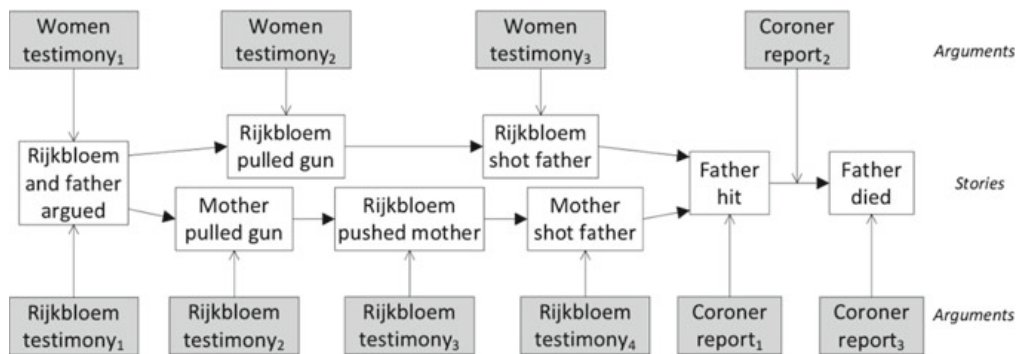 Women
testimony₁
Women
testimony₂
Women
testimony₃
Coroner
report₂
Arguments
Rijkbloem
and father
argued
Rijkbloem
pulled gun
Rijkbloem
shot father
Father
hit
Father
died
Stories
Mother
pulled gun
Rijkbloem
pushed mother
Mother
shot father
Rijkbloem
testimony₁
Rijkbloem
testimony₂
Rijkbloem
testimony₃
Rijkbloem
testimony₄
Coroner
report₁
Coroner
report₃
Arguments